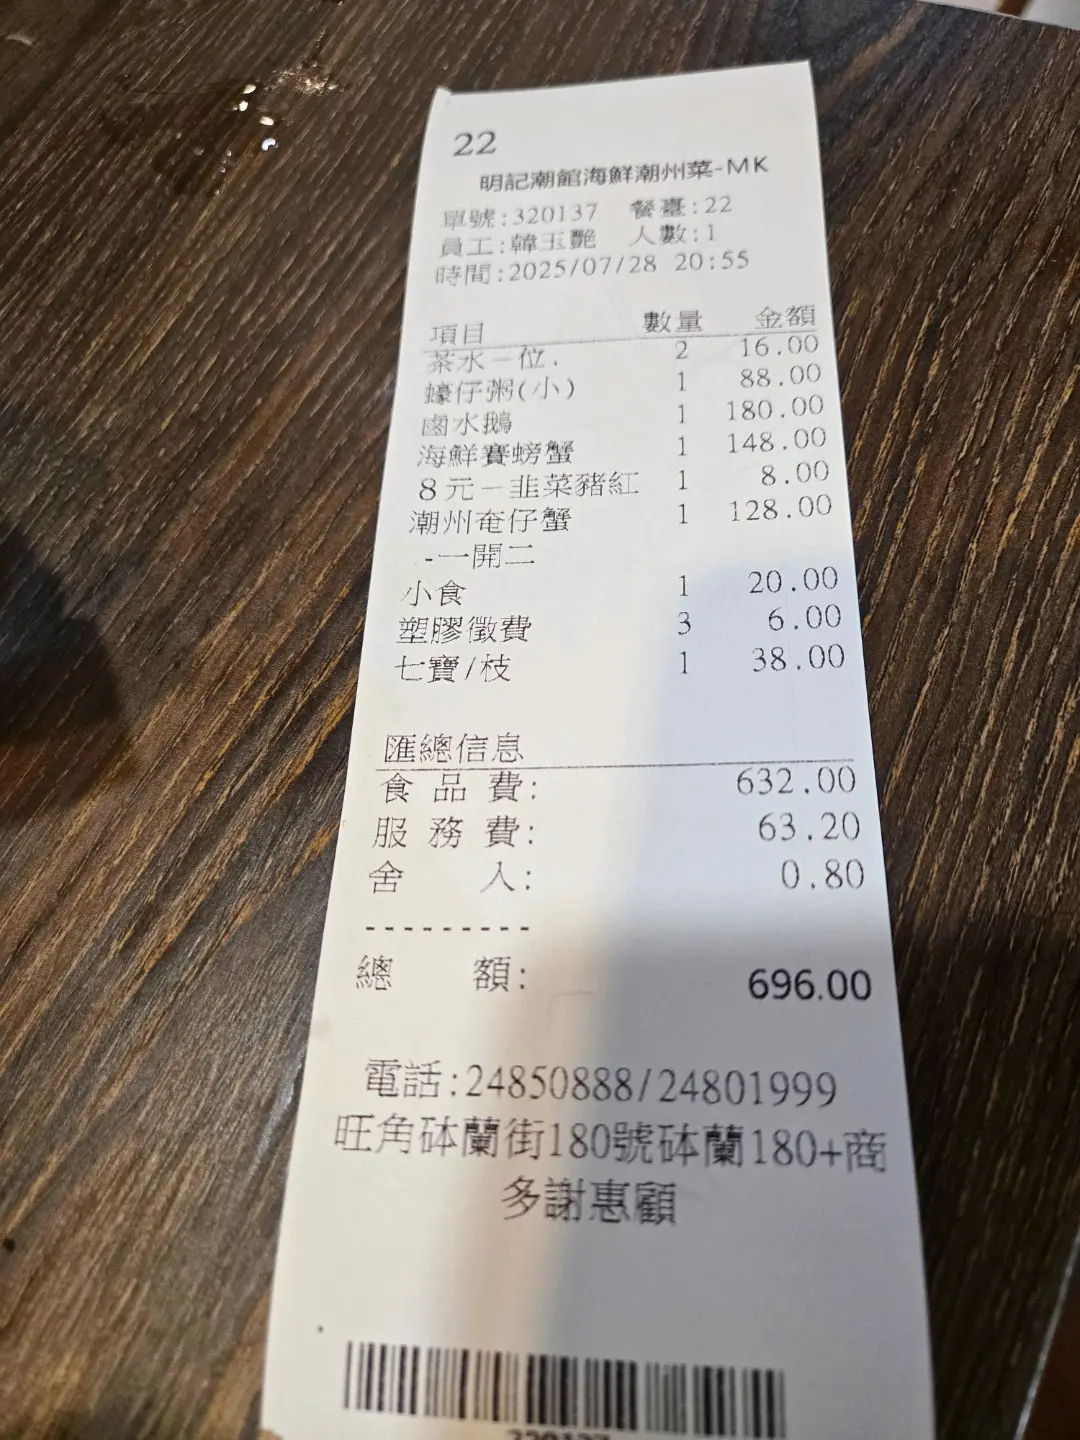 22
明記潮館海鮮潮州菜-MK
單號:320137 餐臺:22
員工:韓玉艷 人數:1
時間:2025/07/28 20:55
項目 數量 金額
茶水－位. 2 16.00
蠔仔粥(小) 1 88.00
鹵水鵝 1 180.00
海鮮賽螃蟹 1 148.00
8元－韭菜豬紅 1 8.00
潮州奄仔蟹 1 128.00
-一開二
小食 1 20.00
塑膠徵費 3 6.00
七寶/枝 1 38.00
匯總信息
食品費: 632.00
服務費: 63.20
舍入: 0.80
---------
總額: 696.00
電話:24850888/24801999
旺角砵蘭街180號砵蘭180+商
多謝惠顧
320137